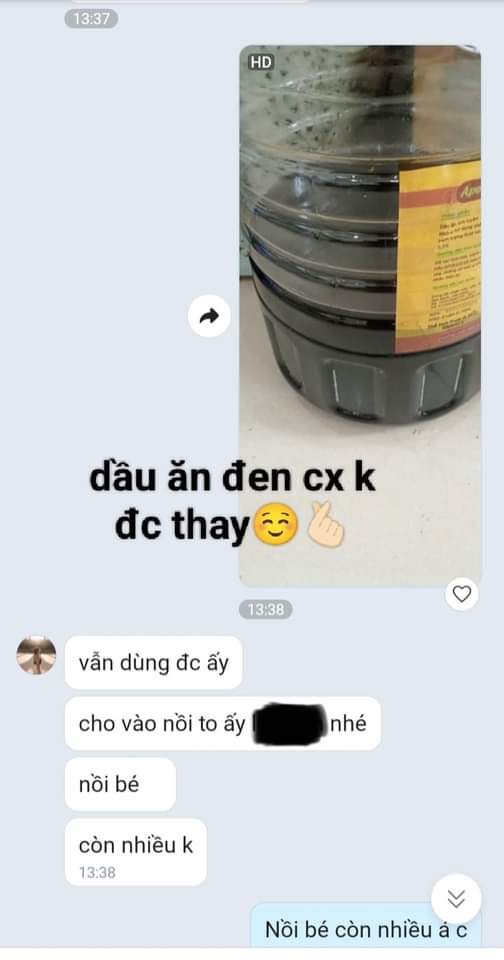 13:37
HD
dầu ăn đen cx k
đc thay☺️🫰🏻
13:38
vẫn dùng đc ấy
cho vào nồi to ấy nhé
nồi bé
còn nhiều k
13:38
Nồi bé còn nhiều á c